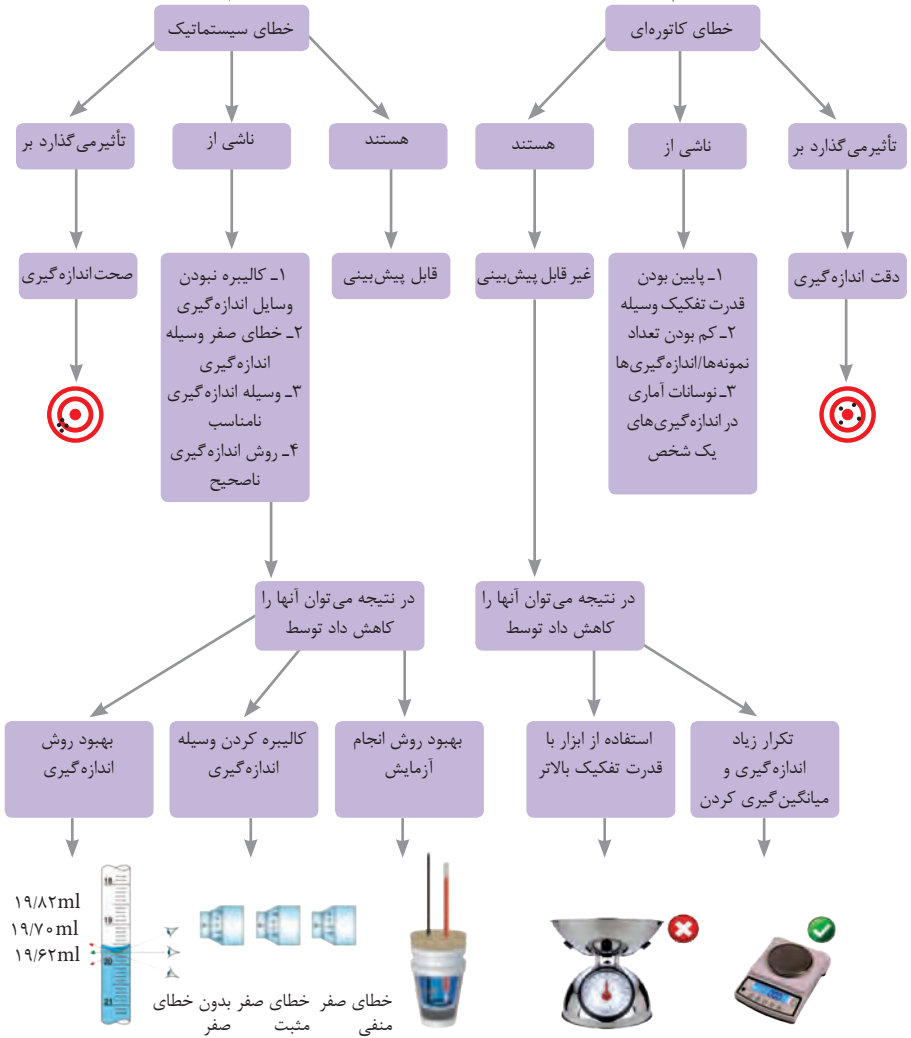 خطای کاتوره‌ای
تأثیرمی‌گذارد بر
ناشی از
هستند
دقت اندازه‌گیری
۱ـ پایین بودن
قدرت تفکیک وسیله
۲ـ کم بودن تعداد
نمونه‌ها/اندازه‌گیری‌ها
۳ـ نوسانات آماری
در اندازه‌گیری‌های
یک شخص
غیر قابل پیش‌بینی
در نتیجه می‌توان آنها را
کاهش داد توسط
تکرار زیاد
اندازه‌گیری و
میانگین‌گیری کردن
استفاده از ابزار با
قدرت تفکیک بالاتر
خطای سیستماتیک
هستند
ناشی از
تأثیرمی‌گذارد بر
قابل پیش‌بینی
۱ـ کالیبره نبودن
وسایل اندازه‌گیری
۲ـ خطای صفر وسیله
اندازه‌گیری
۳ـ وسیله اندازه‌گیری
نامناسب
۴ـ روش اندازه‌گیری
ناصحیح
صحت‌اندازه‌گیری
در نتیجه می‌توان آنها را
کاهش داد توسط
بهبود روش انجام
آزمایش
کالیبره کردن وسیله
اندازه‌گیری
بهبود روش
اندازه‌گیری
خطای صفر
منفی
خطای صفر
مثبت
بدون خطای
صفر
۱۹/۸۲ml
۱۹/۷۰ml
۱۹/۶۲ml
18
19
20
21